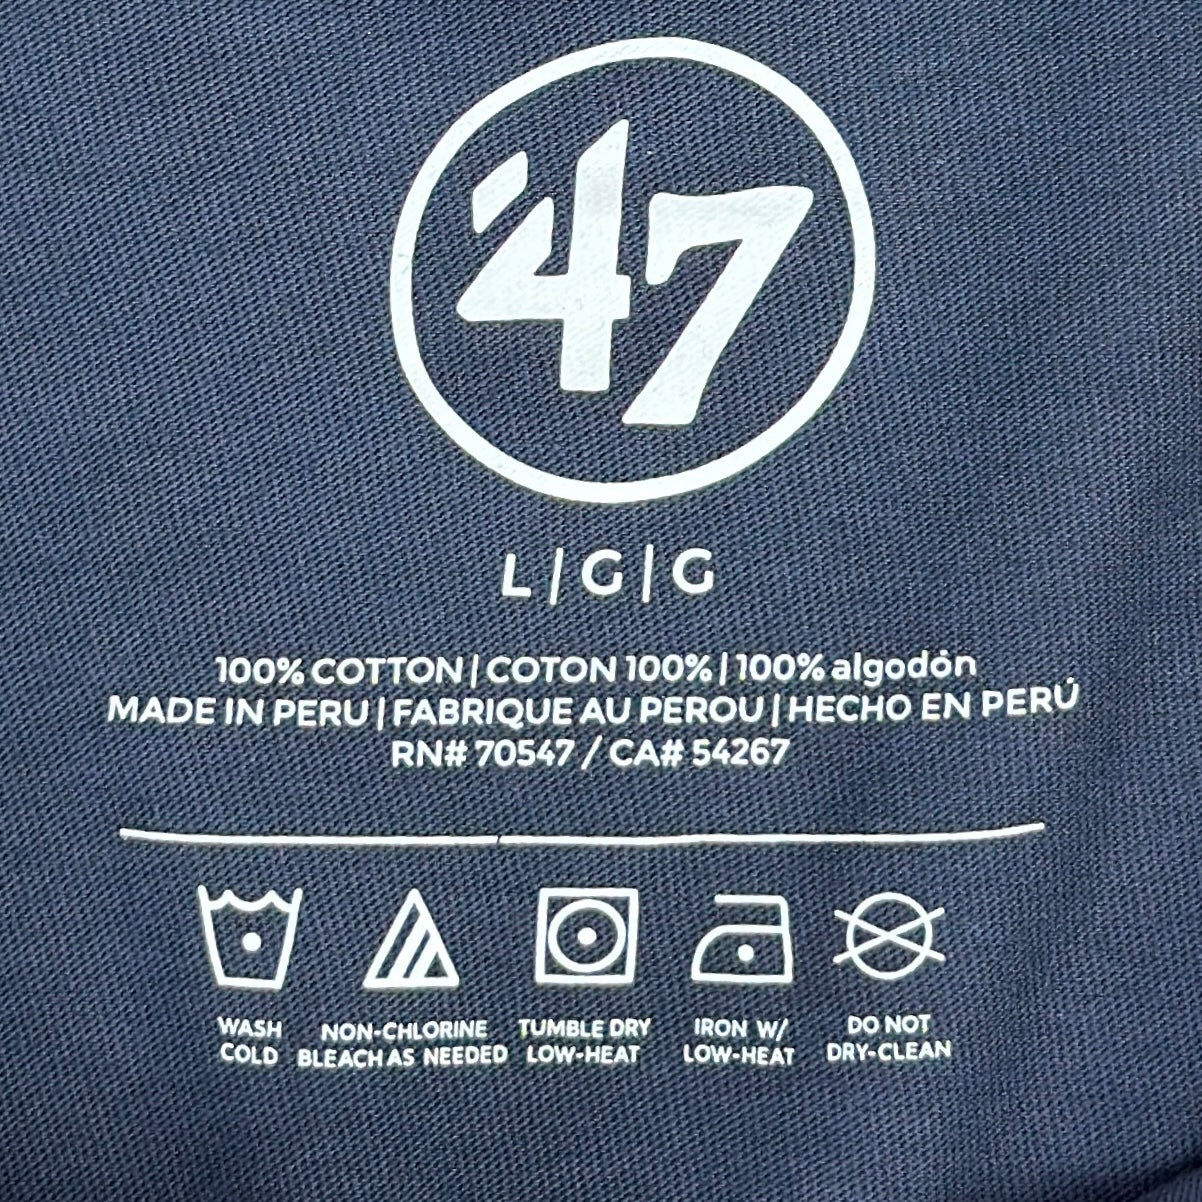 '47
L | G | G
100% COTTON | COTON 100% | 100% algodón
MADE IN PERU | FABRIQUE AU PEROU | HECHO EN PERÚ
RN# 70547 / CA# 54267
WASH COLD
NON-CHLORINE BLEACH AS NEEDED
TUMBLE DRY LOW-HEAT
IRON W/ LOW-HEAT
DO NOT DRY-CLEAN